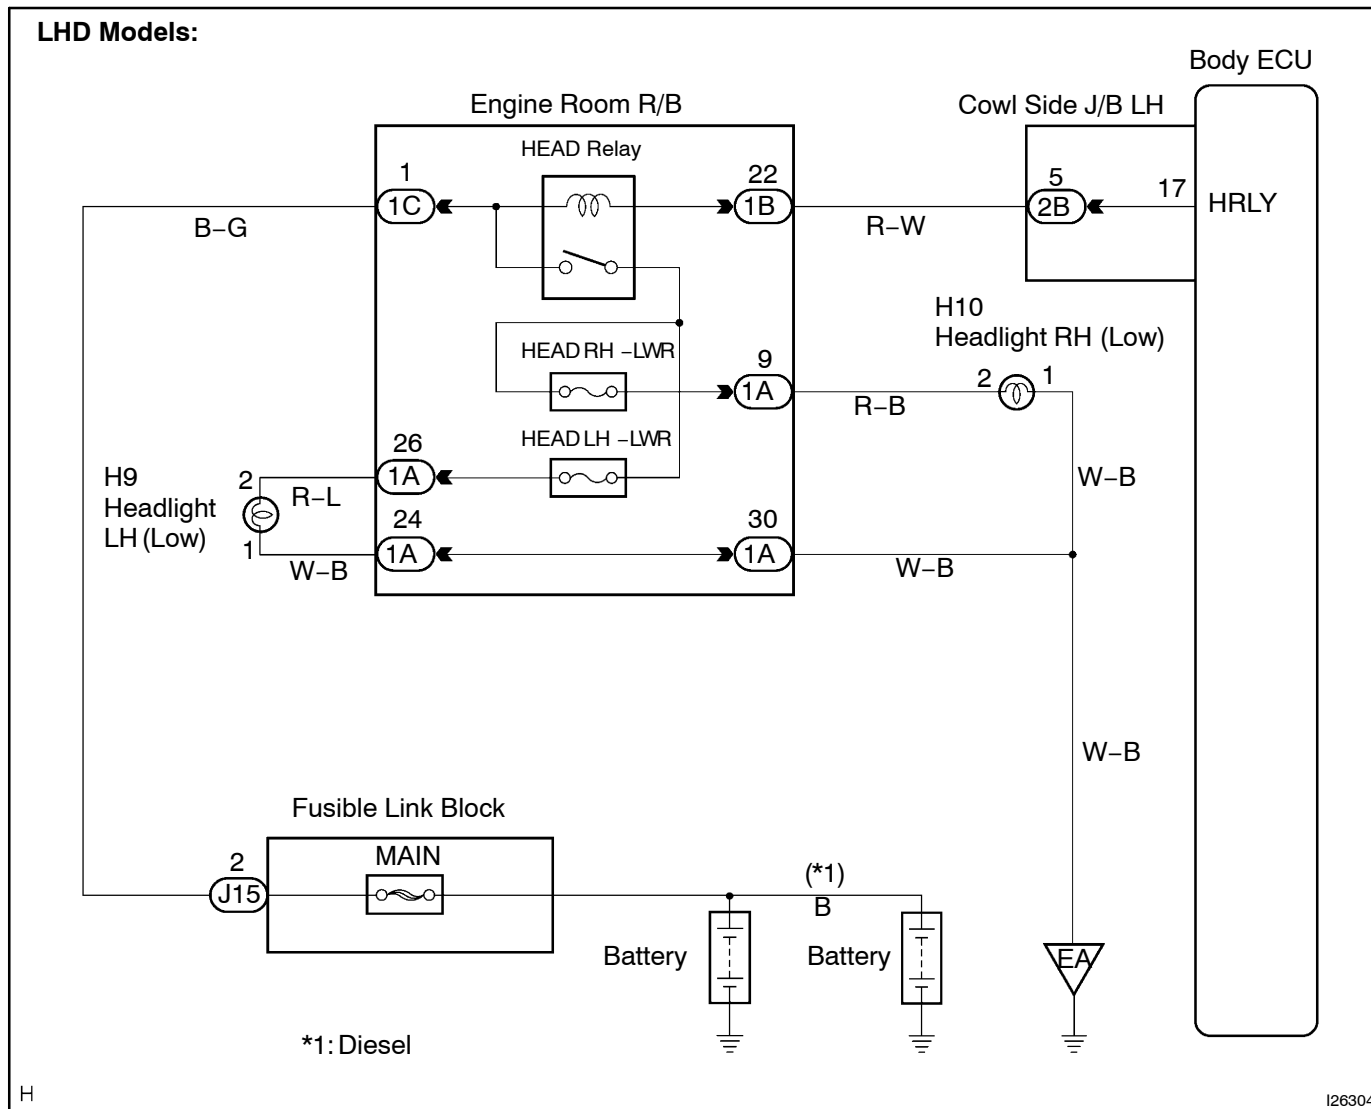 LHD Models:
Body ECU
Engine Room R/B
Cowl Side J/B LH
HEAD Relay
1
22
5
17
1C
1B
2B
HRLY
B–G
R–W
H10
Headlight RH (Low)
HEAD RH –LWR
9
2
1
1A
R–B
HEAD LH –LWR
26
H9
Headlight
LH (Low)
2
1A
R–L
W–B
24
30
1
1A
1A
W–B
W–B
W–B
Fusible Link Block
MAIN
2
J15
(*1)
B
Battery
Battery
EA
*1: Diesel
H
I26304